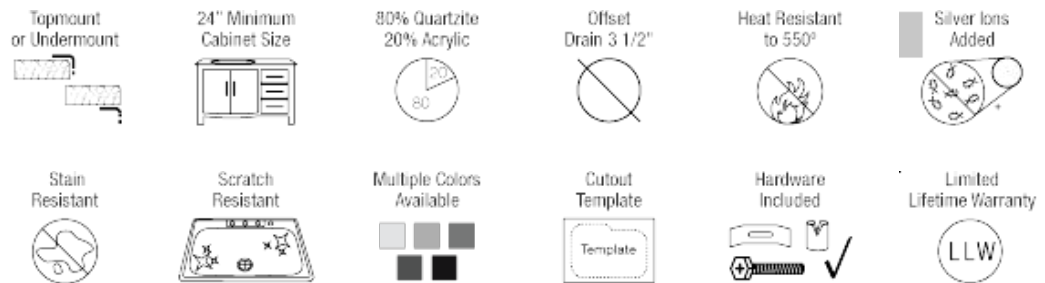 Topmount
or Undermount
24" Minimum
Cabinet Size
80% Quartzite
20% Acrylic
20
80
Offset
Drain 3 1/2"
Heat Resistant
to 550º
Silver Ions
Added
+
Stain
Resistant
Scratch
Resistant
Multiple Colors
Available
Cutout
Template
Template
Hardware
Included
Limited
Lifetime Warranty
LLW